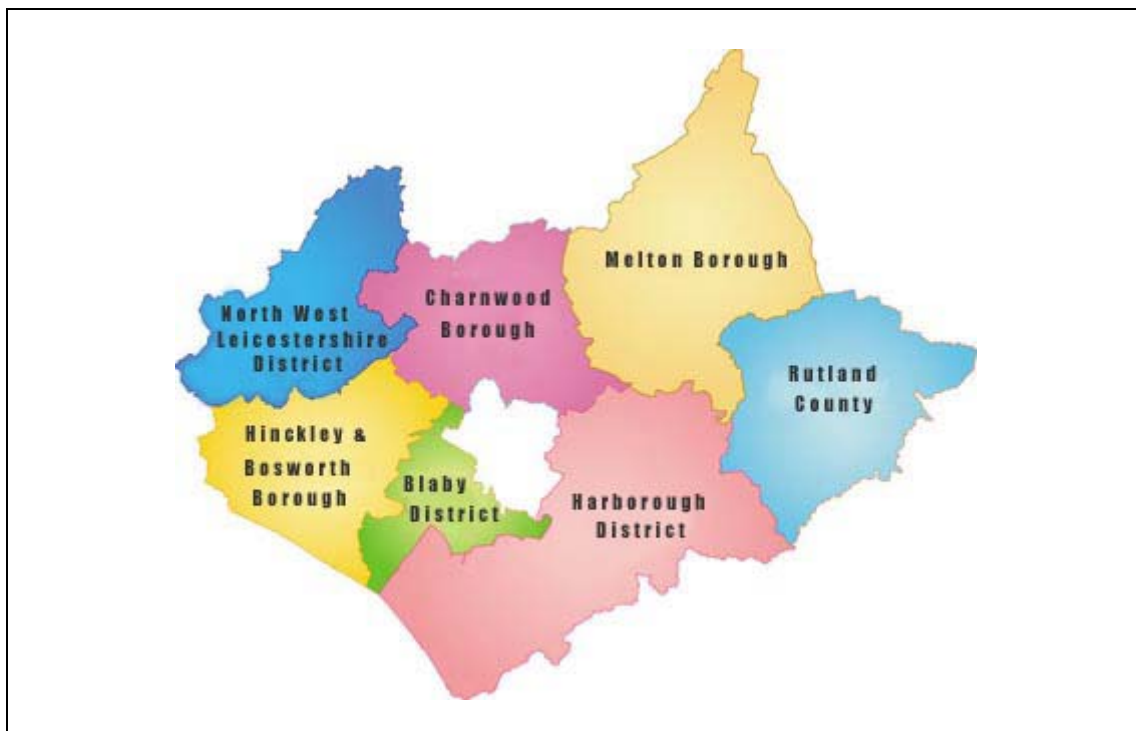 Melton Borough
Charnwood
Borough
North West
Leicestershire
District
Rutland
County
Hinckley &
Bosworth
Borough
Blaby
District
Harborough
District